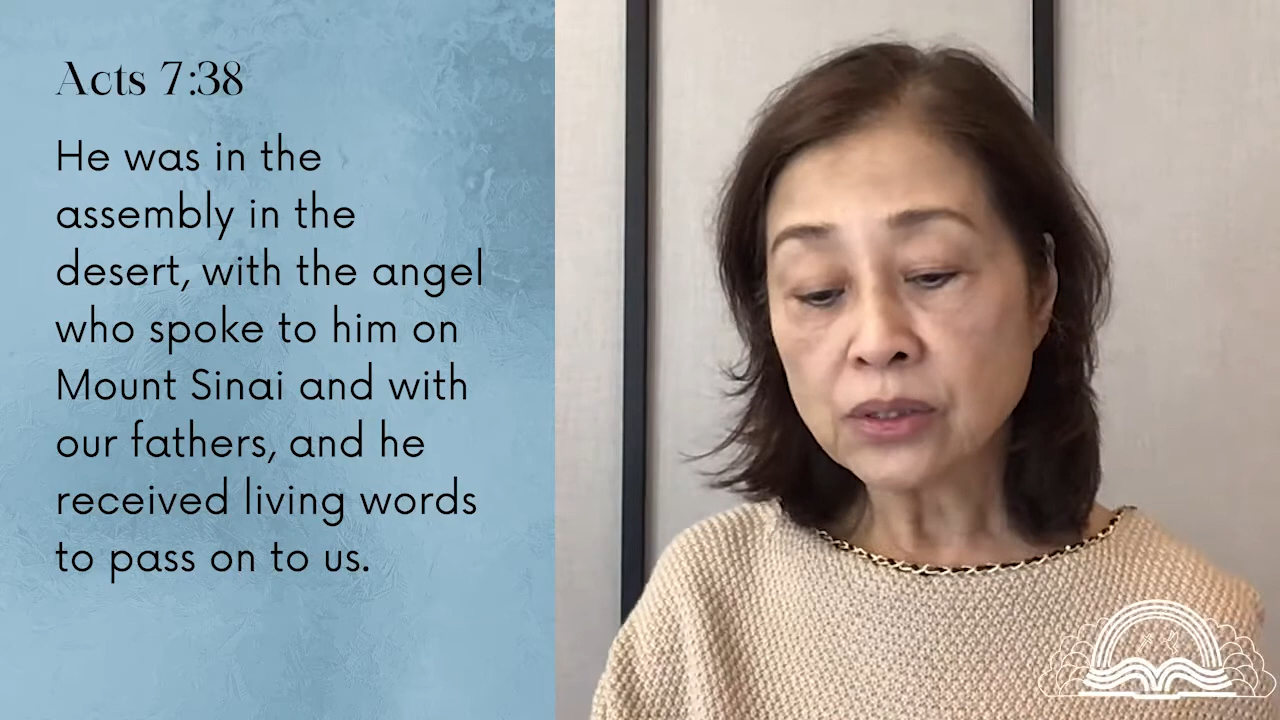 Acts 7:38
He was in the
assembly in the
desert, with the angel
who spoke to him on
Mount Sinai and with
our fathers, and he
received living words
to pass on to us.